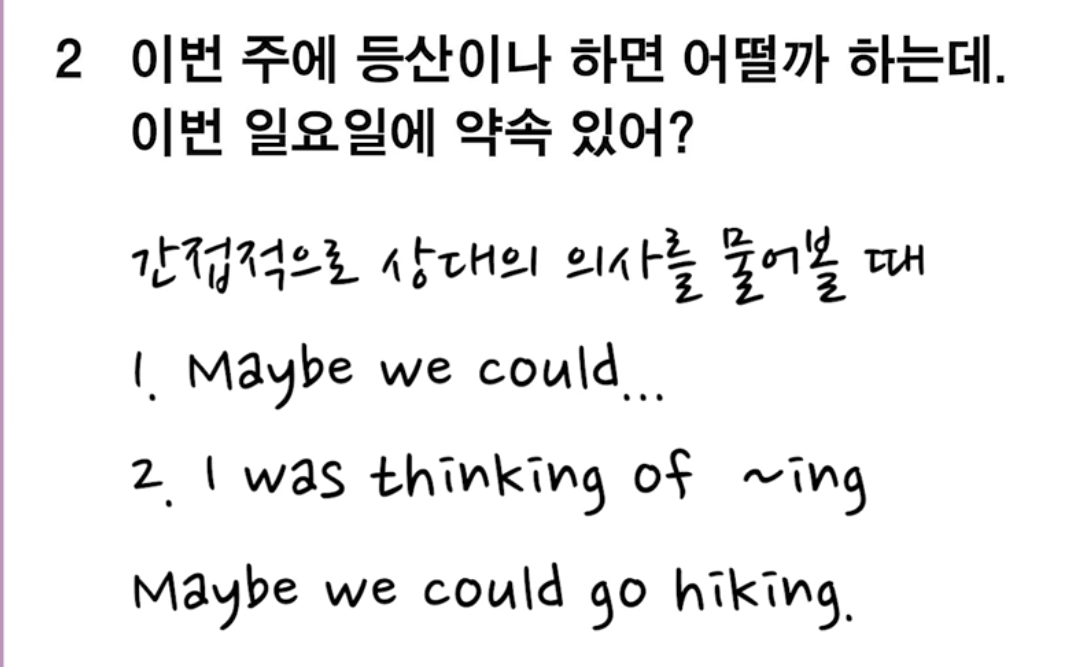 2 이번 주에 등산이나 하면 어떨까 하는데.
이번 일요일에 약속 있어?
간접적으로 상대의 의사를 물어볼 때
1. Maybe we could...
2. I was thinking of ~ing
Maybe we could go hiking.